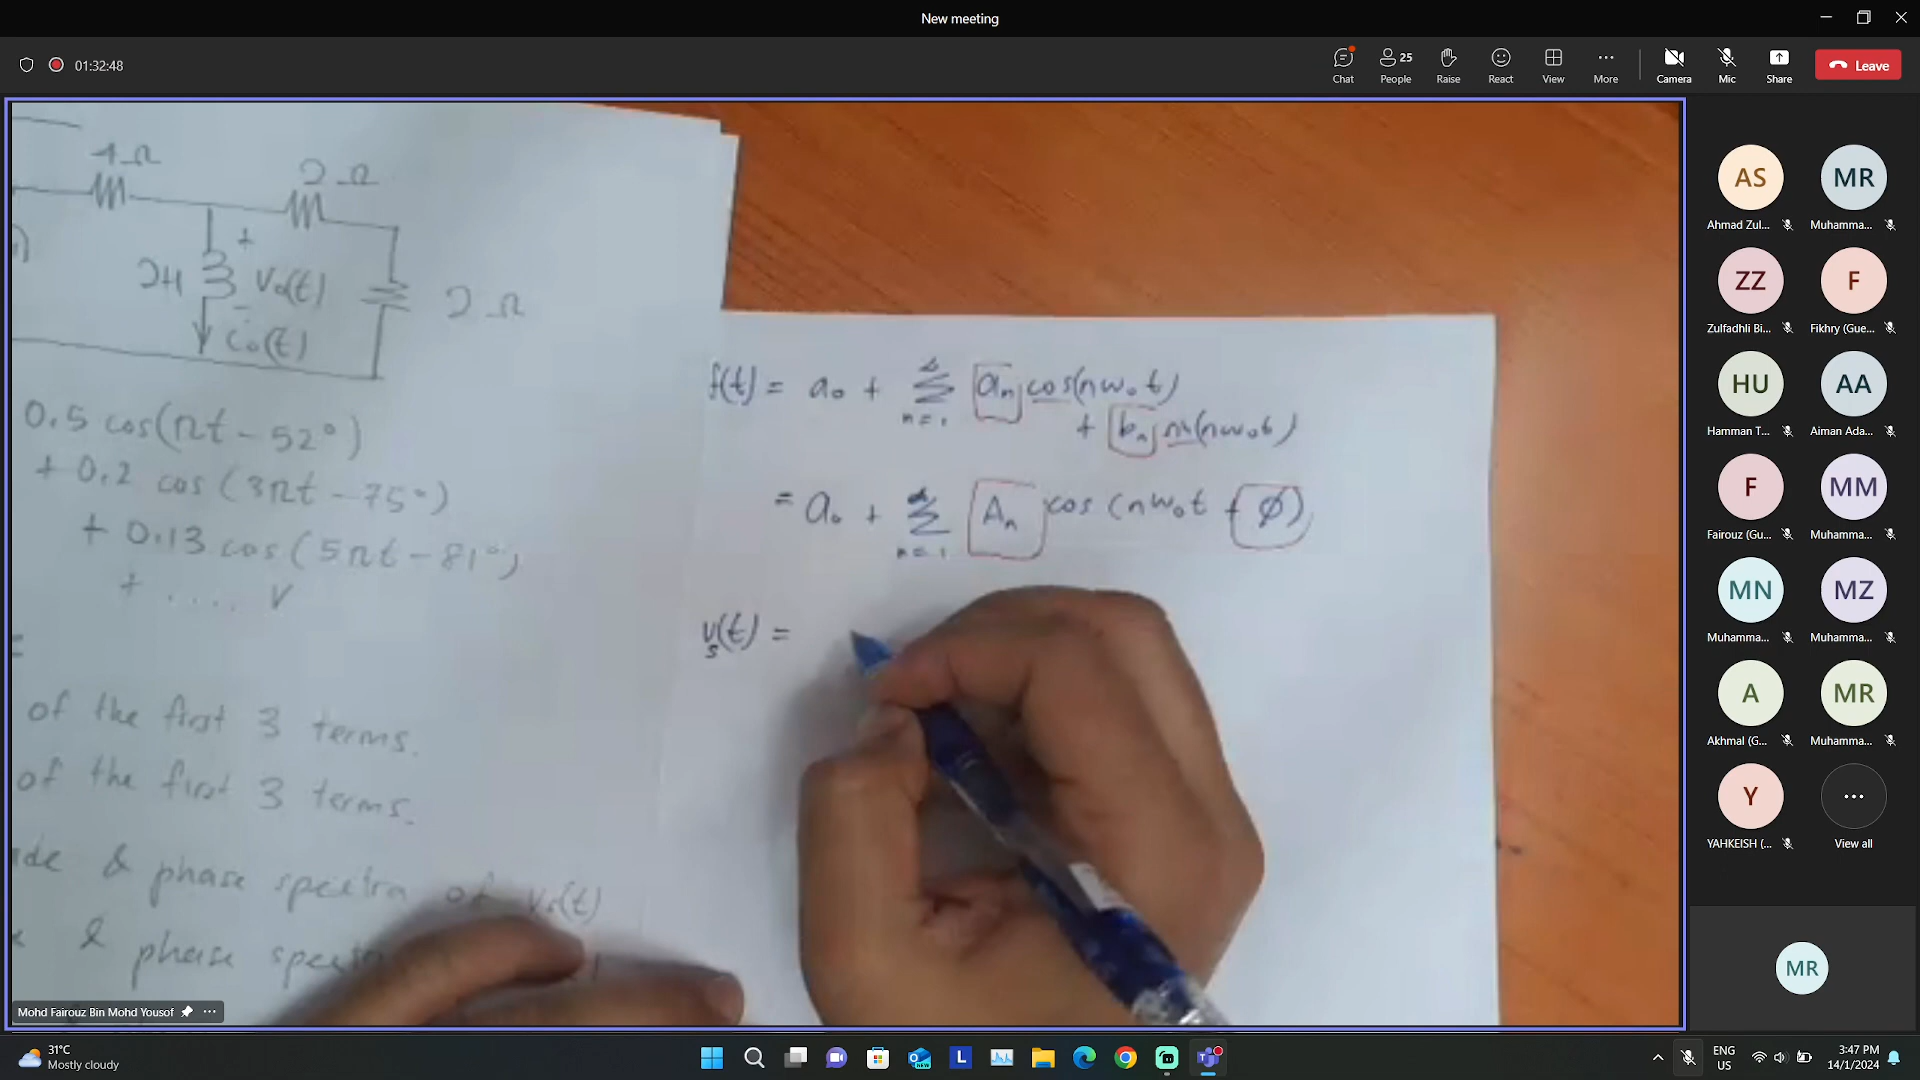 New meeting
01:32:48
Chat
25
People
Raise
React
View
More
Camera
Mic
Share
Leave
4 Ω
2 Ω
2H
+
V₀(t)
-
i₀(t)
2 Ω
0.5 cos(πt - 52°)
+ 0.2 cos (3πt - 75°)
+ 0.13 cos (5πt - 81°)
+ .... V
of the first 3 terms.
of the first 3 terms.
& phase spectra of v₀(t)
& phase
f(t) = a₀ + ∑ aₙ cos(nω₀t)
n=1
+ bₙ sin(nω₀t)
= a₀ + ∑ Aₙ cos (nω₀t + ϕ)
n=1
vₛ(t) =
Mohd Fairouz Bin Mohd Yousof
AS
Ahmad Zul...
MR
Muhamma...
ZZ
Zulfadhli Bi...
F
Fikhry (Gue...
HU
Hamman T...
AA
Aiman Ada...
F
Fairouz (Gu...
MM
Muhamma...
MN
Muhamma...
MZ
Muhamma...
A
Akhmal (G...
MR
Muhamma...
Y
YAHKEISH (...
View all
MR
31°C
Mostly cloudy
L
NEW
ENG
US
3:47 PM
14/1/2024